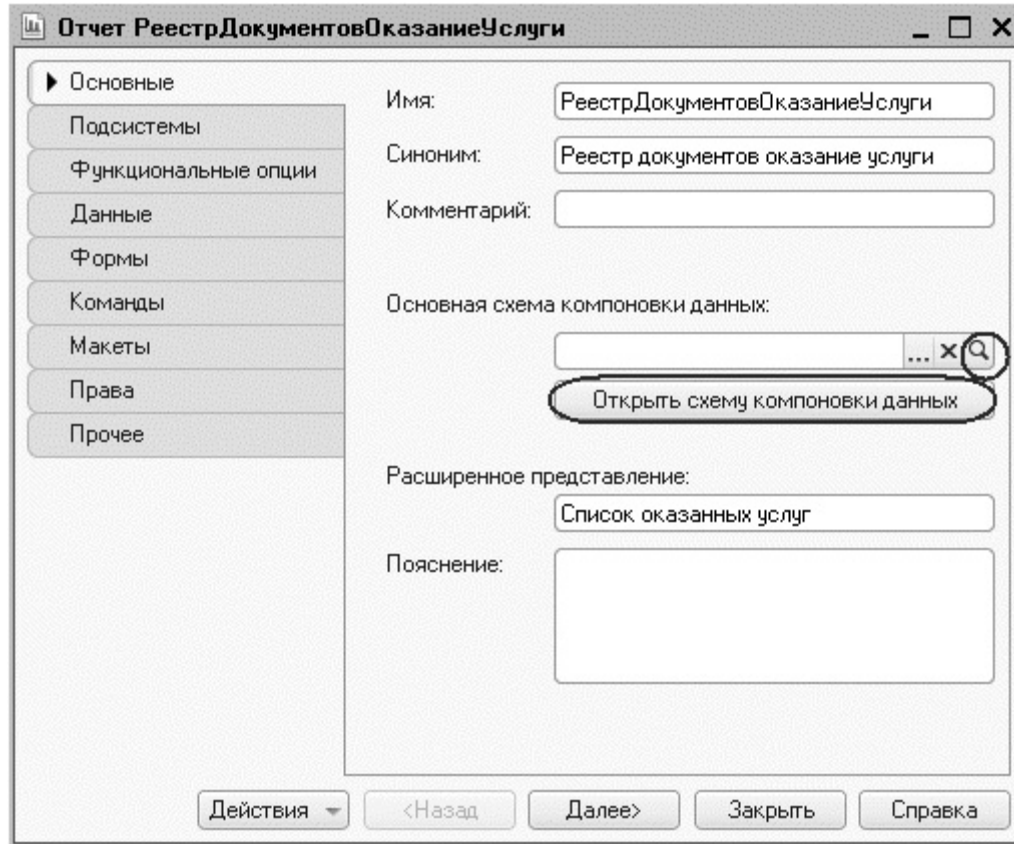 Отчет РеестрДокументовОказаниеУслуги
Основные
Подсистемы
Функциональные опции
Данные
Формы
Команды
Макеты
Права
Прочее
Имя:
РеестрДокументовОказаниеУслуги
Синоним:
Реестр документов оказание услуги
Комментарий:
Основная схема компоновки данных:
...
Открыть схему компоновки данных
Расширенное представление:
Список оказанных услуг
Пояснение:
Действия
<Назад
Далее>
Закрыть
Справка